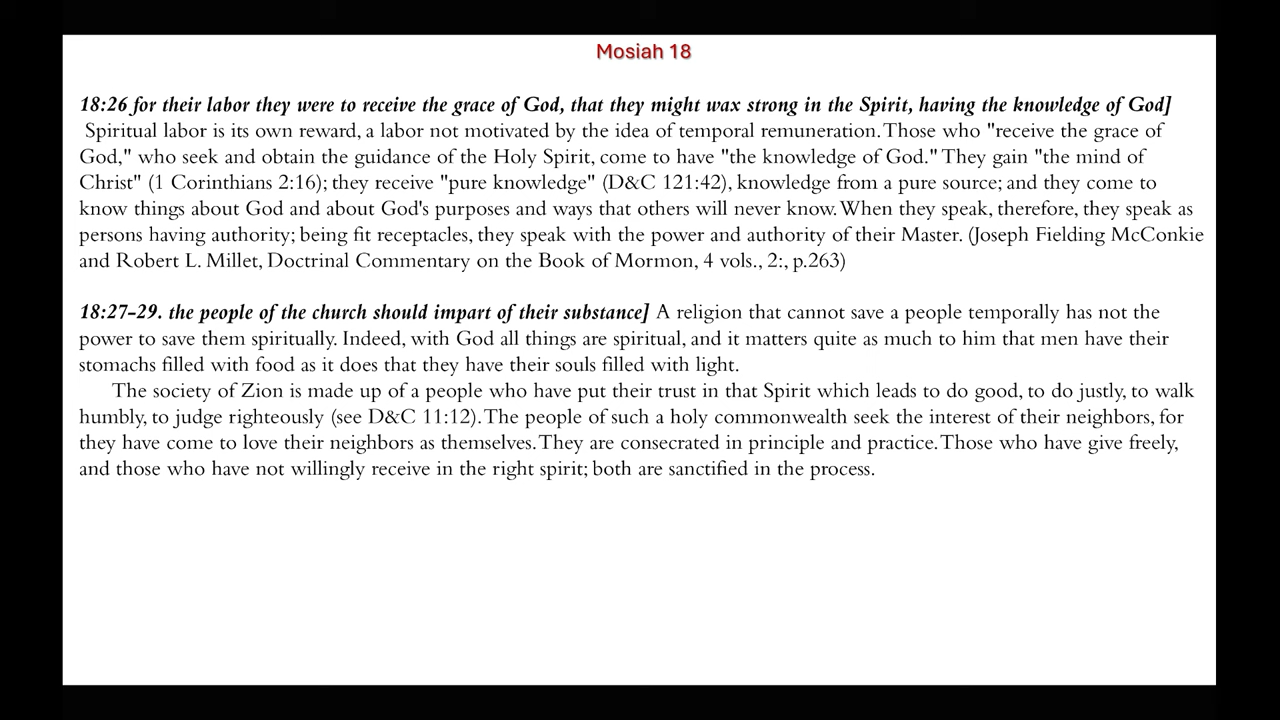 Mosiah 18
18:26 for their labor they were to receive the grace of God, that they might wax strong in the Spirit, having the knowledge of God]
Spiritual labor is its own reward, a labor not motivated by the idea of temporal remuneration. Those who "receive the grace of
God," who seek and obtain the guidance of the Holy Spirit, come to have "the knowledge of God." They gain "the mind of
Christ" (1 Corinthians 2:16); they receive "pure knowledge" (D&C 121:42), knowledge from a pure source; and they come to
know things about God and about God's purposes and ways that others will never know. When they speak, therefore, they speak as
persons having authority; being fit receptacles, they speak with the power and authority of their Master. (Joseph Fielding McConkie
and Robert L. Millet, Doctrinal Commentary on the Book of Mormon, 4 vols., 2:, p.263)
18:27-29. the people of the church should impart of their substance] A religion that cannot save a people temporally has not the
power to save them spiritually. Indeed, with God all things are spiritual, and it matters quite as much to him that men have their
stomachs filled with food as it does that they have their souls filled with light.
The society of Zion is made up of a people who have put their trust in that Spirit which leads to do good, to do justly, to walk
humbly, to judge righteously (see D&C 11:12). The people of such a holy commonwealth seek the interest of their neighbors, for
they have come to love their neighbors as themselves. They are consecrated in principle and practice. Those who have give freely,
and those who have not willingly receive in the right spirit; both are sanctified in the process.